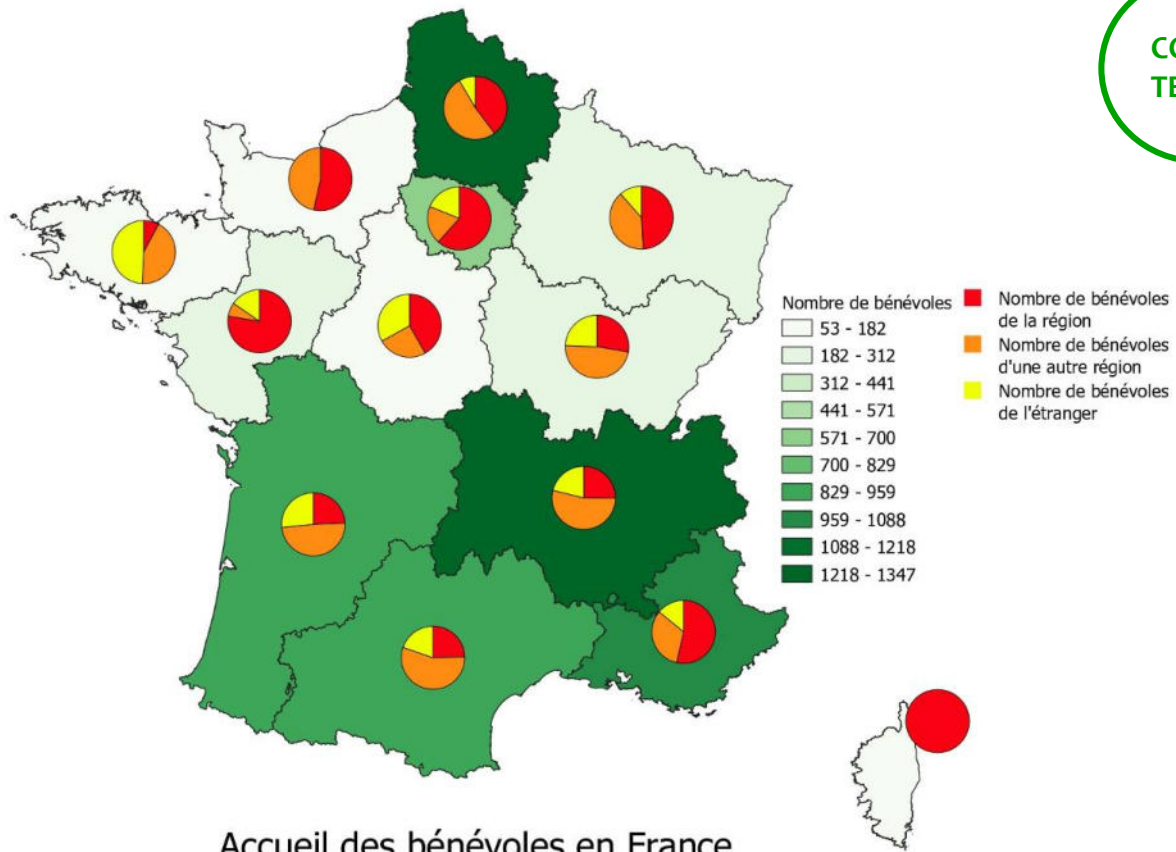 Nombre de bénévoles
53 - 182
182 - 312
312 - 441
441 - 571
571 - 700
700 - 829
829 - 959
959 - 1088
1088 - 1218
1218 - 1347
Nombre de bénévoles
de la région
Nombre de bénévoles
d'une autre région
Nombre de bénévoles
de l'étranger
Accueil des bénévoles en France